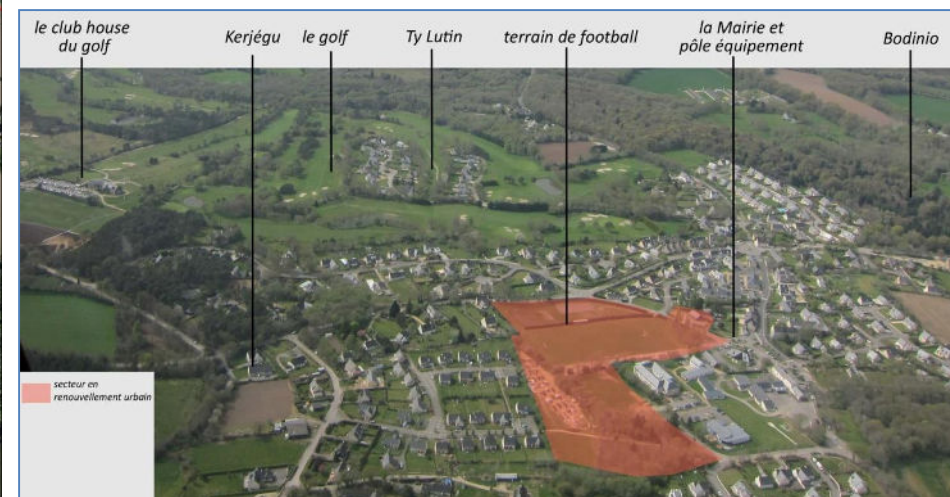 le club house
du golf
Kerjégu
le golf
Ty Lutin
terrain de football
la Mairie et
pôle équipement
Bodinio
secteur en
renouvellement urbain